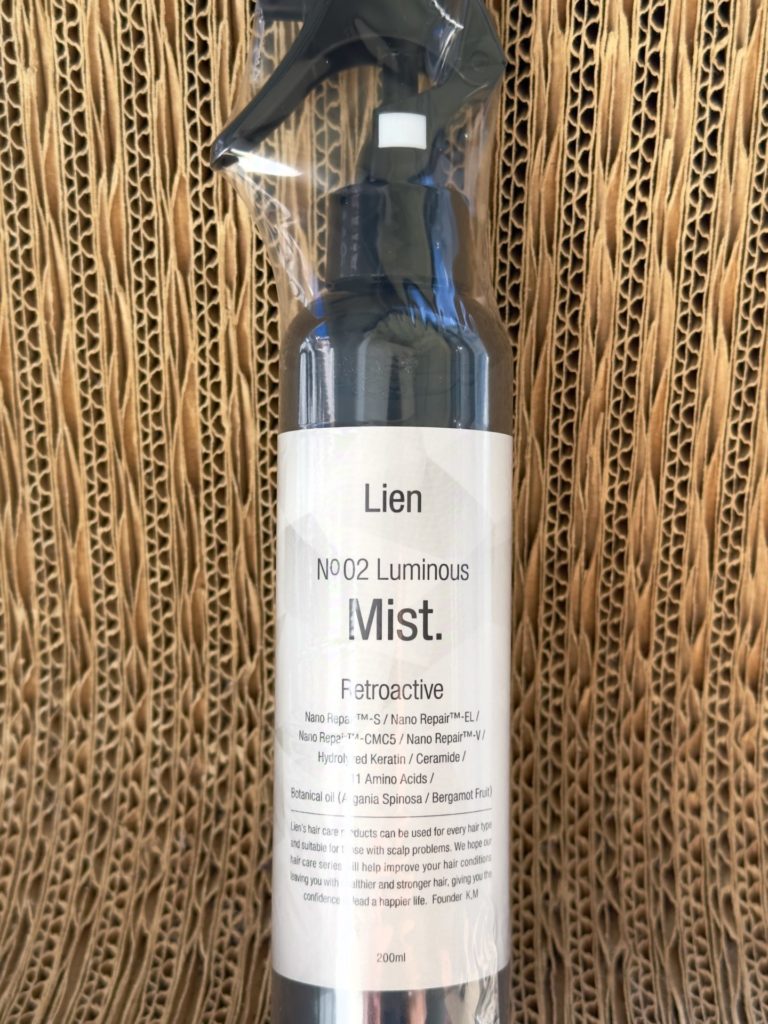 Lien
Nº02 Luminous
Mist.
Retroactive
Nano Repair™-S / Nano Repair™-EL /
Nano Repair™-CMC5 / Nano Repair™-V /
Hydrolyzed Keratin / Ceramide /
11 Amino Acids /
Botanical oil (Argania Spinosa / Bergamot Fruit)
Lien's hair care products can be used for every hair type
and suitable for those with scalp problems. We hope our
hair care series will help improve your hair conditions
leaving you with healthier and stronger hair, giving you the
confidence lead a happier life. Founder K,M
200ml